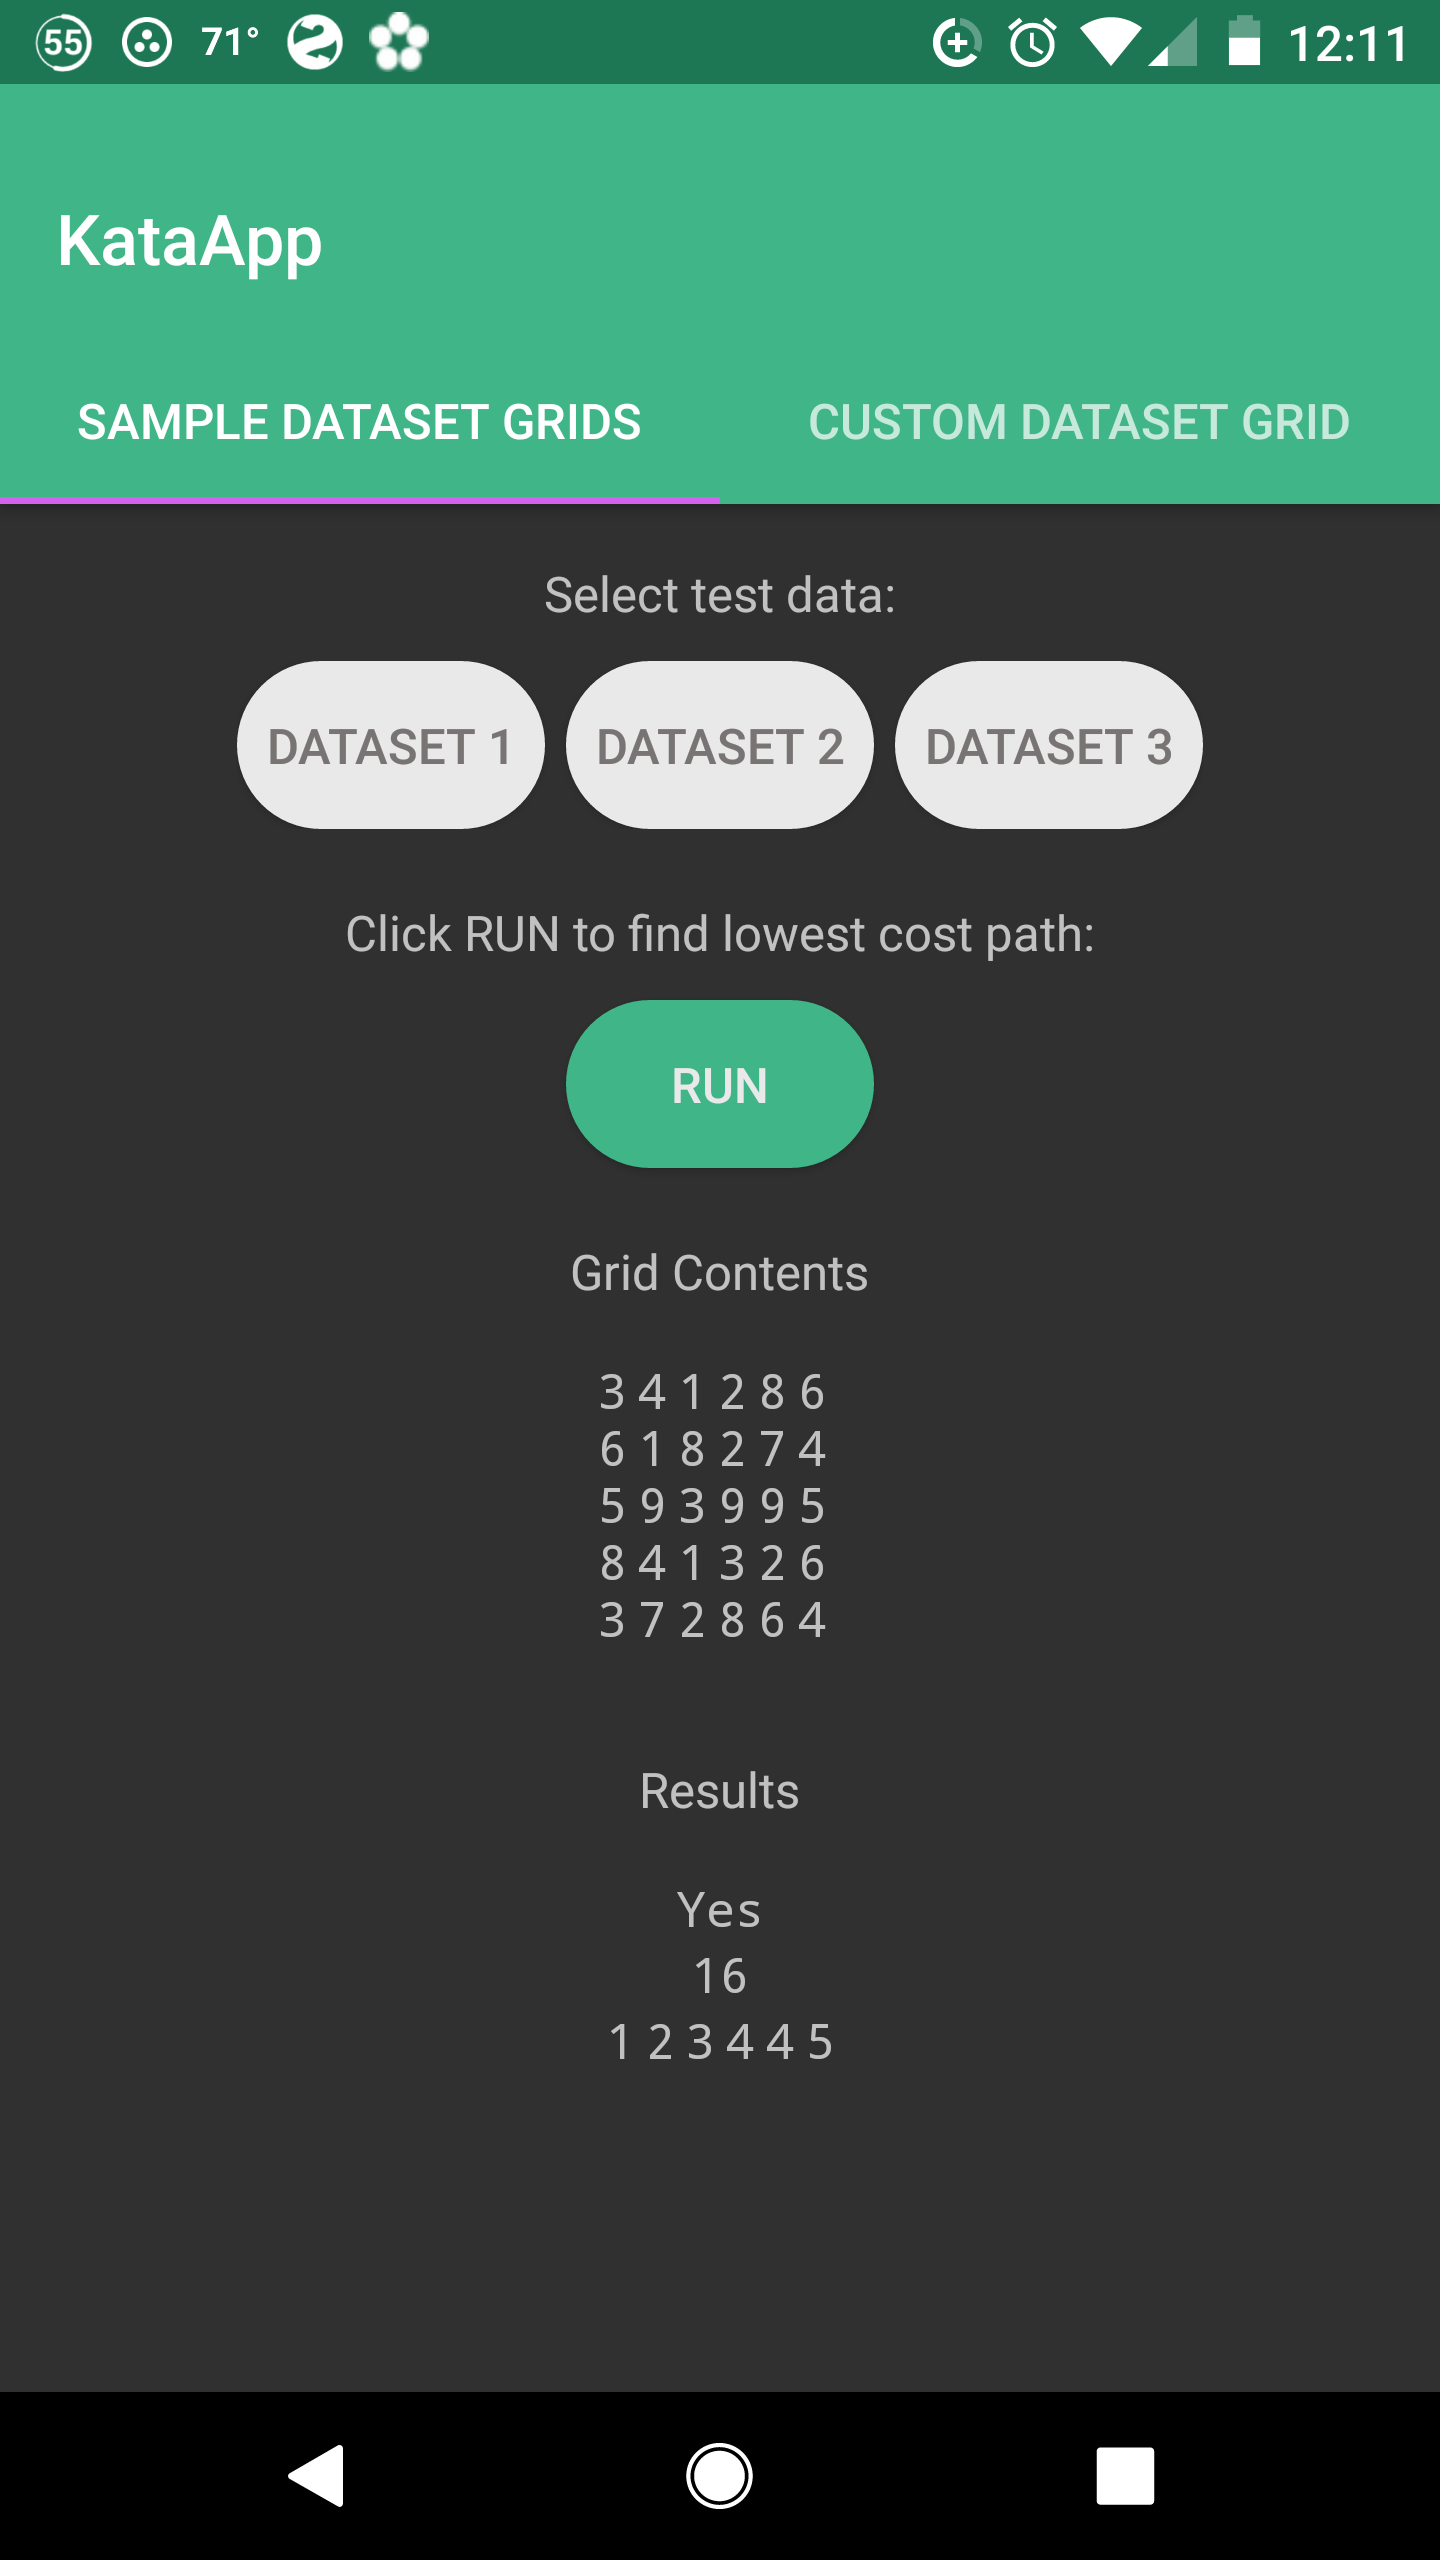 55 71° 12:11
KataApp
SAMPLE DATASET GRIDS CUSTOM DATASET GRID
Select test data:
DATASET 1 DATASET 2 DATASET 3
Click RUN to find lowest cost path:
RUN
Grid Contents
3 4 1 2 8 6
6 1 8 2 7 4
5 9 3 9 9 5
8 4 1 3 2 6
3 7 2 8 6 4
Results
Yes
16
1 2 3 4 4 5